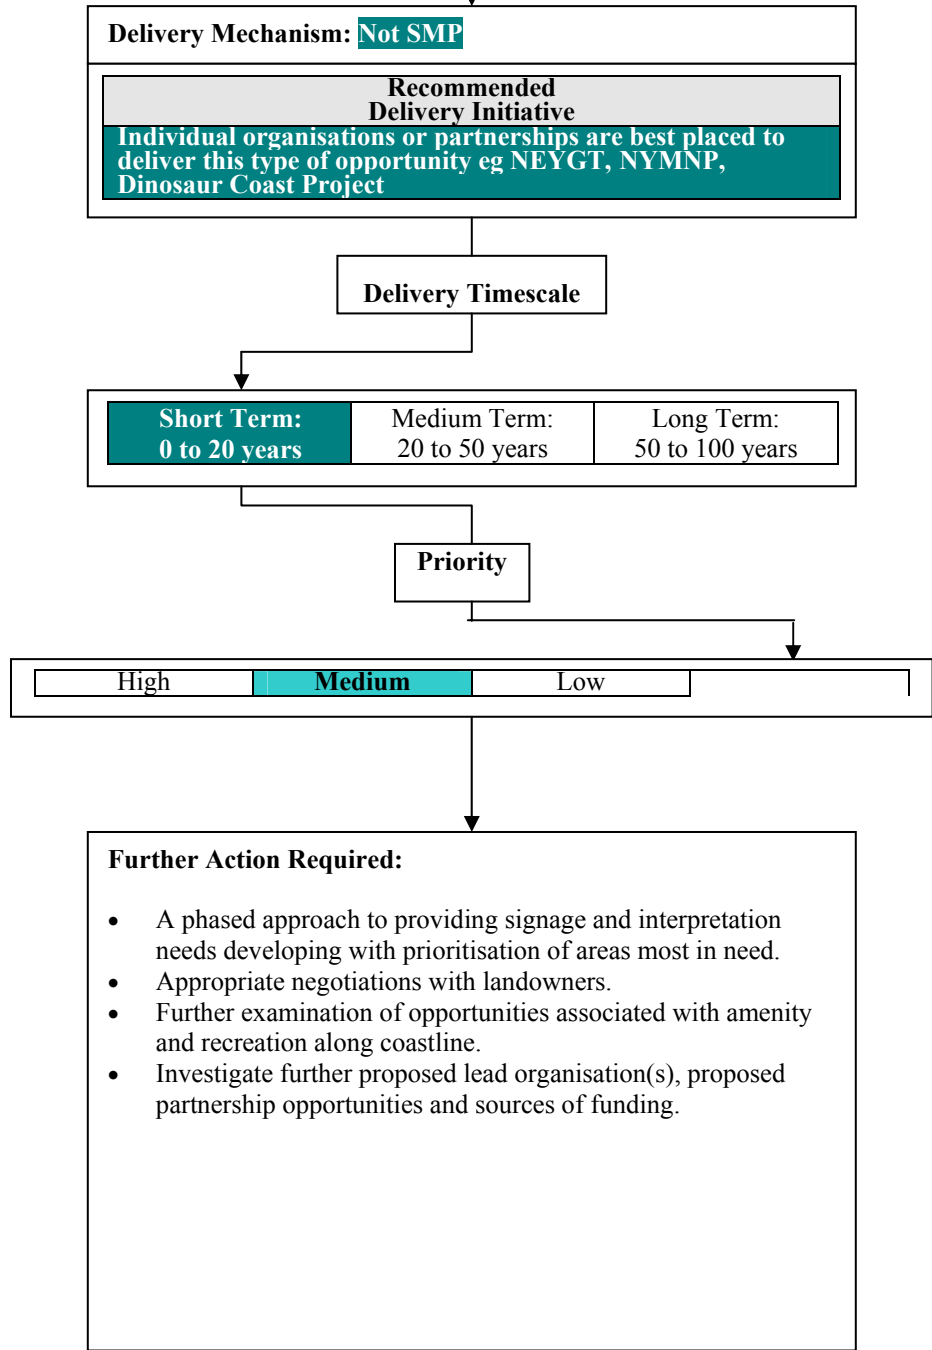 Delivery Mechanism: Not SMP
Recommended
Delivery Initiative
Individual organisations or partnerships are best placed to
deliver this type of opportunity eg NEYGT, NYMNP,
Dinosaur Coast Project
Delivery Timescale
Short Term:
0 to 20 years
Medium Term:
20 to 50 years
Long Term:
50 to 100 years
Priority
High
Medium
Low
Further Action Required:
• A phased approach to providing signage and interpretation
needs developing with prioritisation of areas most in need.
• Appropriate negotiations with landowners.
• Further examination of opportunities associated with amenity
and recreation along coastline.
• Investigate further proposed lead organisation(s), proposed
partnership opportunities and sources of funding.